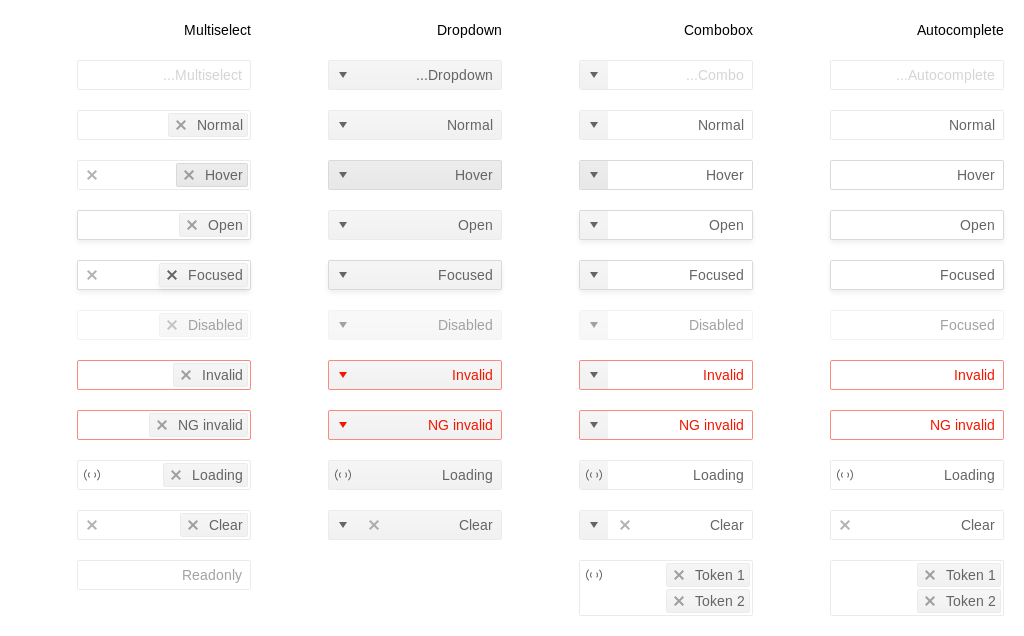 Multiselect Dropdown Combobox Autocomplete
...Multiselect ...Dropdown ...Combo ...Autocomplete
Normal Normal Normal Normal
Hover Hover Hover Hover
Open Open Open Open
Focused Focused Focused Focused
Disabled Disabled Disabled Focused
Invalid Invalid Invalid Invalid
NG invalid NG invalid NG invalid NG invalid
Loading Loading Loading Loading
Clear Clear Clear Clear
Readonly Token 1 Token 1
Token 2 Token 2